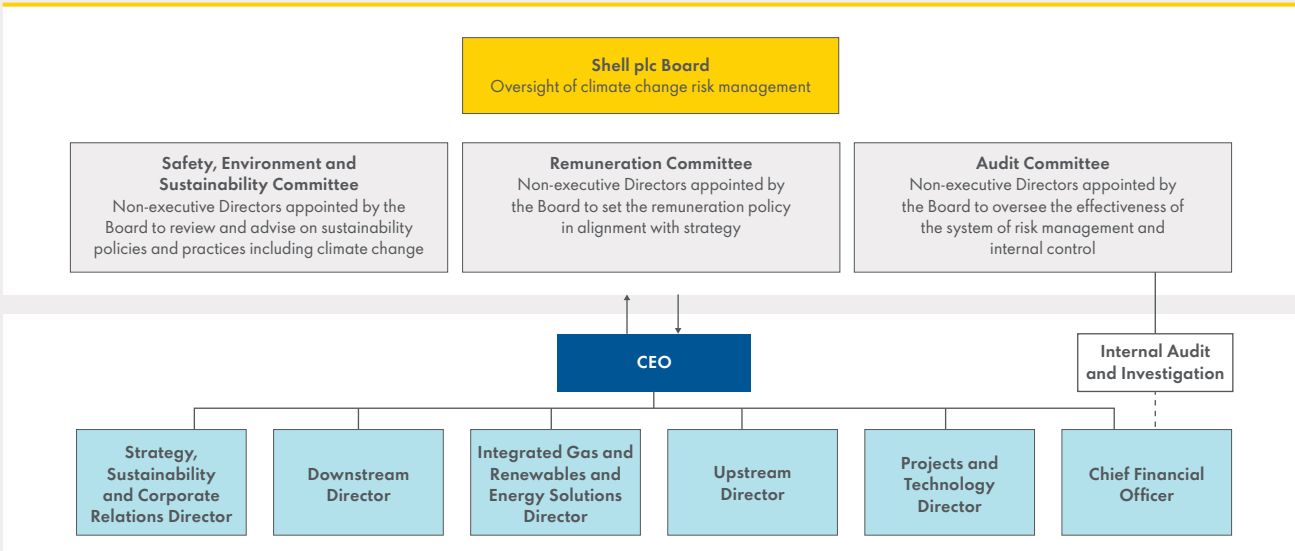 Shell plc Board
Oversight of climate change risk management
Safety, Environment and
Sustainability Committee
Non-executive Directors appointed by the
Board to review and advise on sustainability
policies and practices including climate change
Remuneration Committee
Non-executive Directors appointed by
the Board to set the remuneration policy
in alignment with strategy
Audit Committee
Non-executive Directors appointed by
the Board to oversee the effectiveness of
the system of risk management and
internal control
CEO
Internal Audit
and Investigation
Strategy,
Sustainability
and Corporate
Relations Director
Downstream
Director
Integrated Gas and
Renewables and
Energy Solutions
Director
Upstream
Director
Projects and
Technology
Director
Chief Financial
Officer